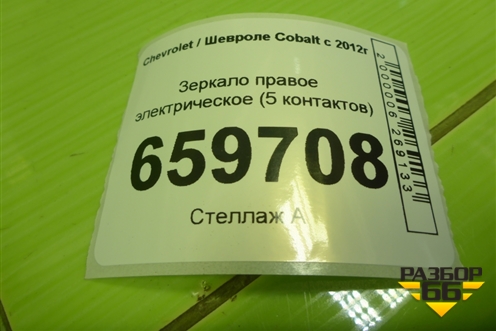 Chevrolet / Шевроле Cobalt с 2012г
Зеркало правое
электрическое (5 контактов)
659708
Стеллаж А
2000006269133
РАЗБОР
66